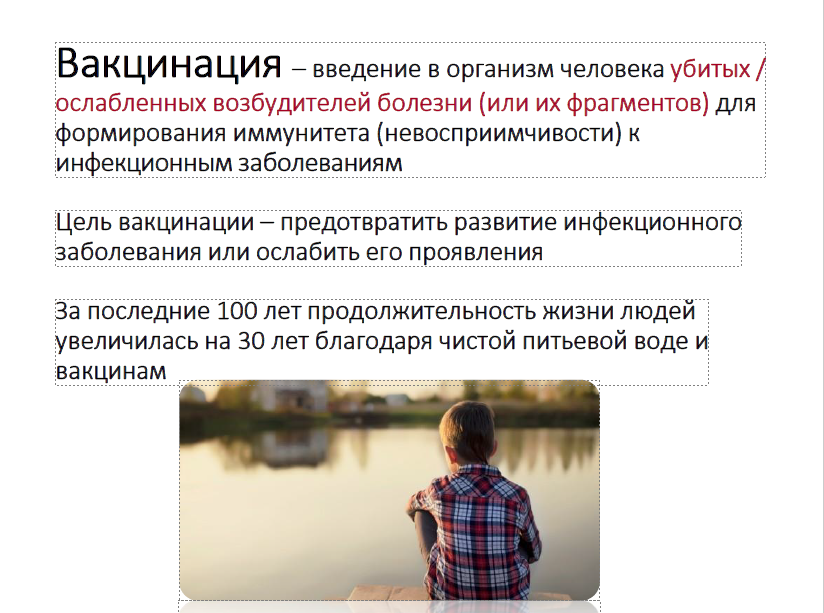 Вакцинация – введение в организм человека убитых /
ослабленных возбудителей болезни (или их фрагментов) для
формирования иммунитета (невосприимчивости) к
инфекционным заболеваниям
Цель вакцинации – предотвратить развитие инфекционного
заболевания или ослабить его проявления
За последние 100 лет продолжительность жизни людей
увеличилась на 30 лет благодаря чистой питьевой воде и
вакцинам